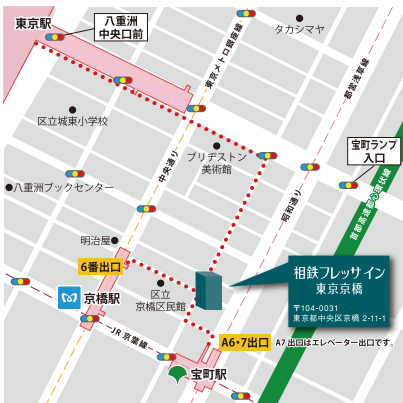 東京駅
八重洲
中央口前
タカシマヤ
東京メトロ銀座線
都営浅草線
区立城東小学校
ブリヂストン
美術館
宝町ランプ
入口
中央通り
八重洲ブックセンター
昭和通り
首都高速都心環状線
明治屋
6番出口
京橋駅
区立
京橋区民館
相鉄フレッサイン
東京京橋
〒104-0031
東京都中央区京橋 2-11-1
JR 京葉線
A6・7出口
A7 出口はエレベーター出口です。
宝町駅